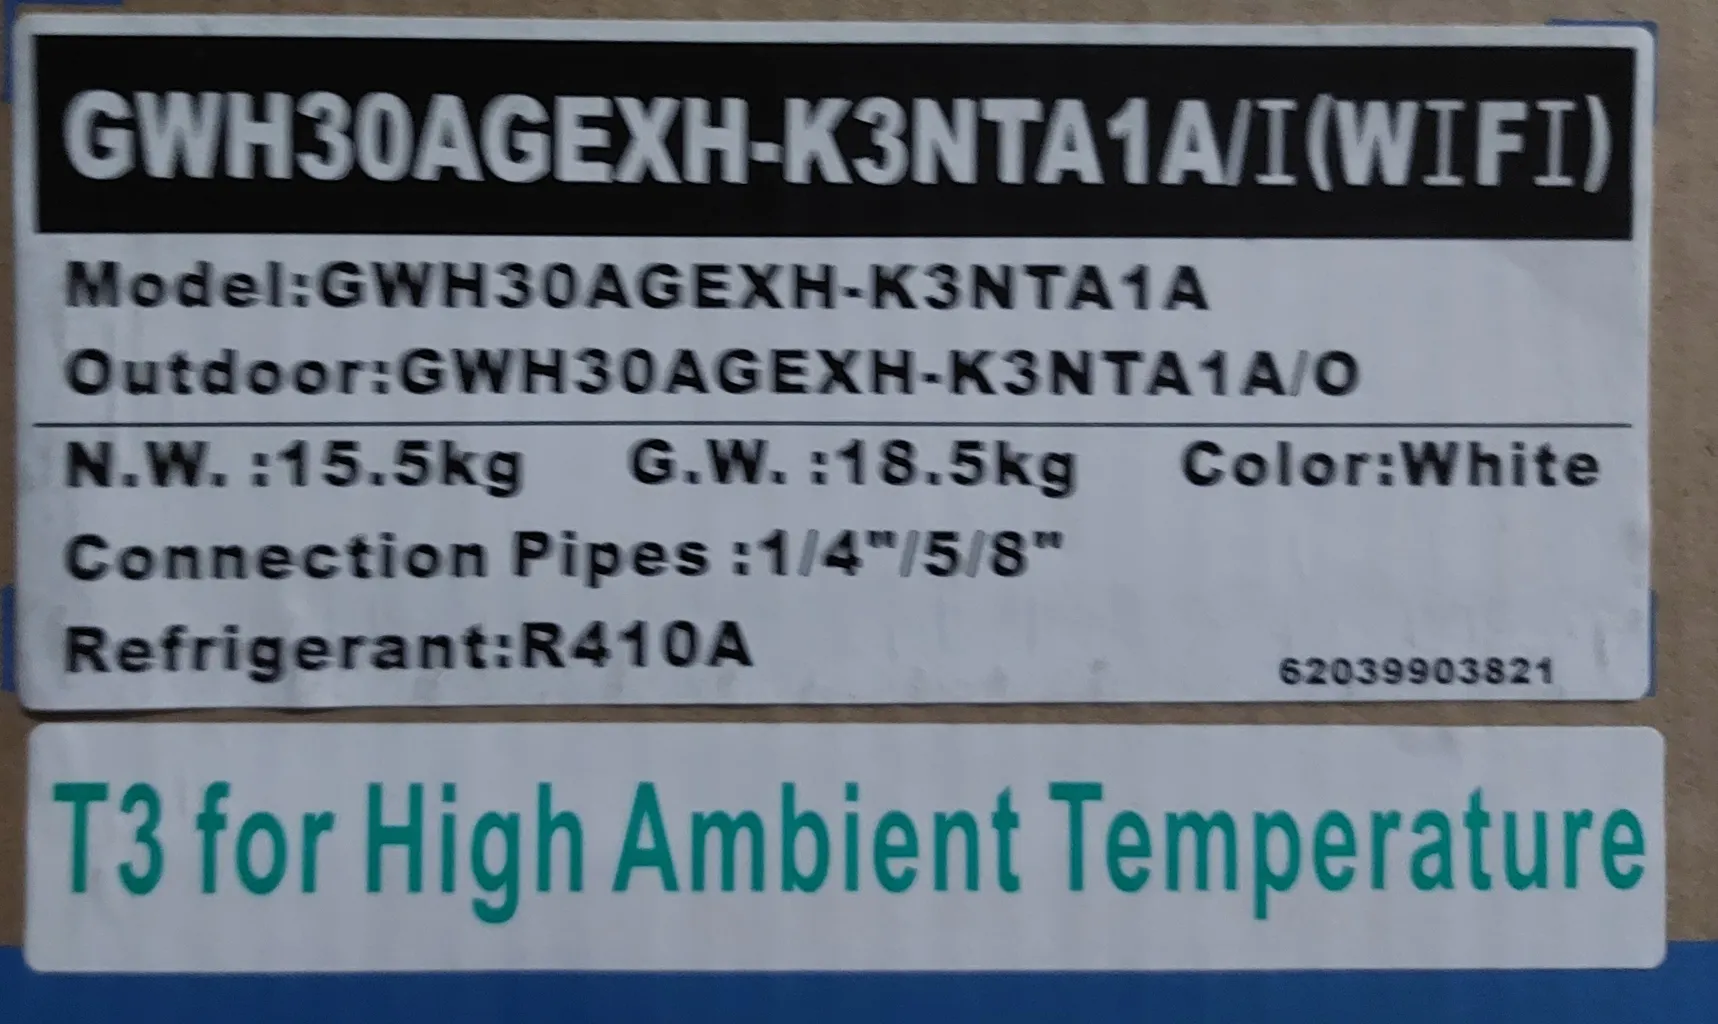 GWH30AGEXH-K3NTA1A/I(WIFI)
Model:GWH30AGEXH-K3NTA1A
Outdoor:GWH30AGEXH-K3NTA1A/O
N.W. :15.5kg G.W. :18.5kg Color:White
Connection Pipes :1/4"/5/8"
Refrigerant:R410A
62039903821
T3 for High Ambient Temperature